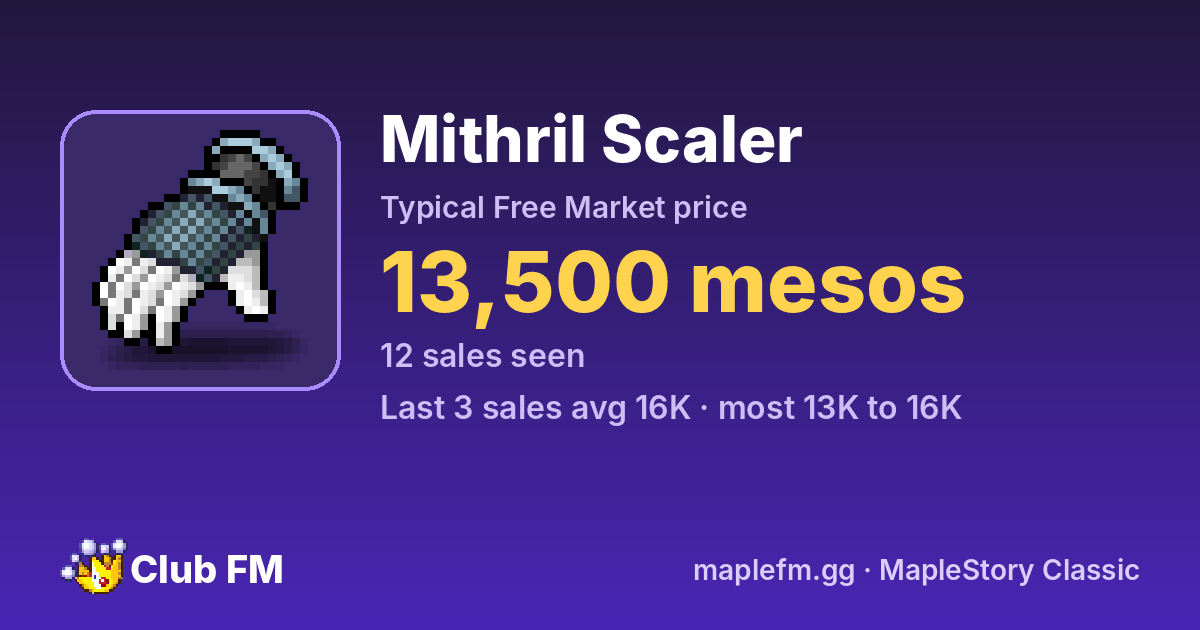 Mithril Scaler
Typical Free Market price
13,500 mesos
12 sales seen
Last 3 sales avg 16K · most 13K to 16K
Club FM
maplefm.gg · MapleStory Classic